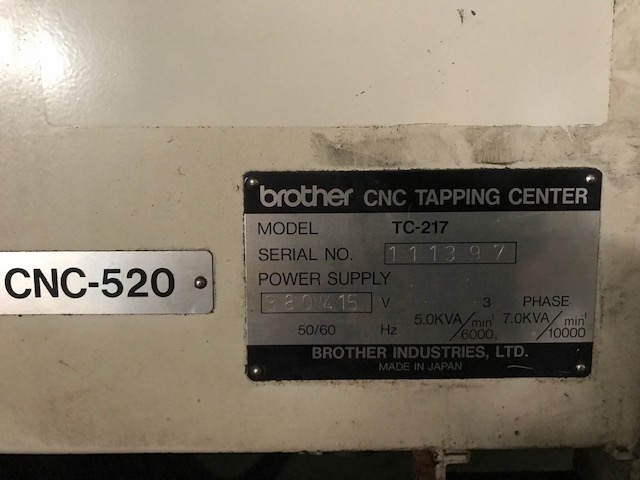 brother CNC TAPPING CENTER
MODEL TC-217
SERIAL NO. 111397
POWER SUPPLY
380/415 V 3 PHASE
50/60 Hz 5.0KVA/min⁻¹ 6000, 7.0KVA/min⁻¹ 10000
BROTHER INDUSTRIES, LTD.
MADE IN JAPAN
CNC-520